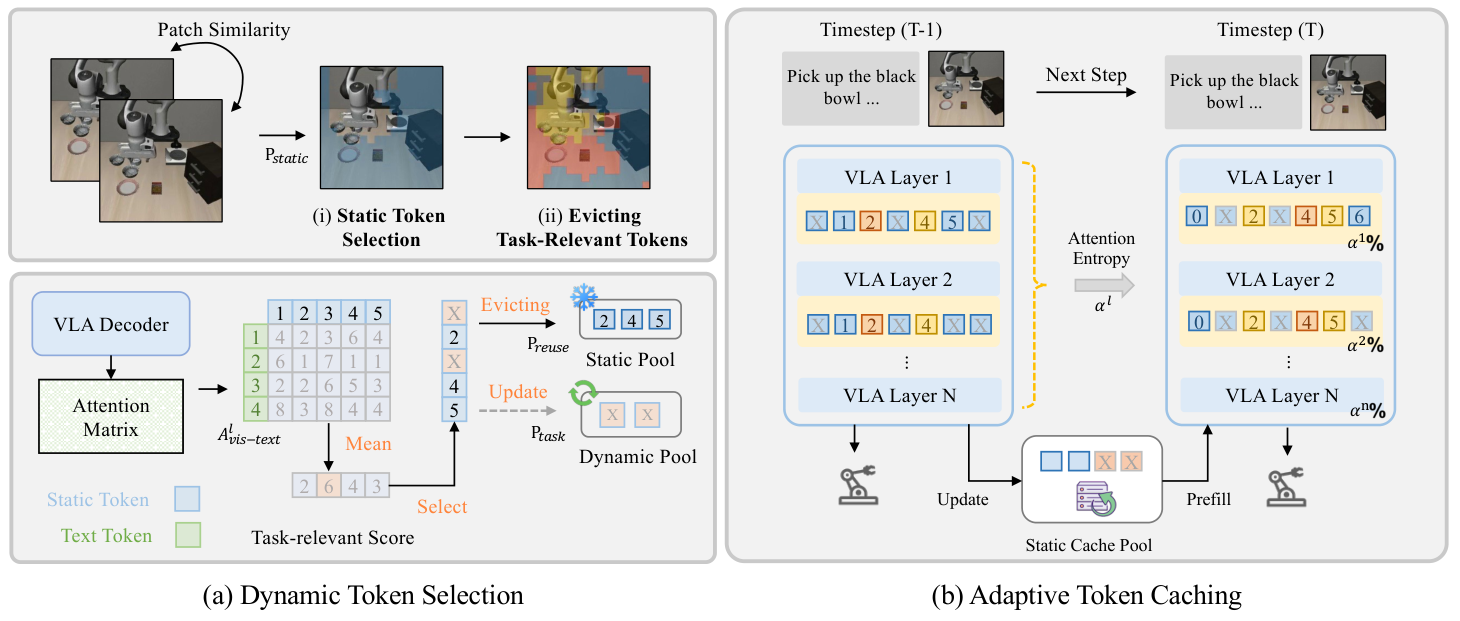 Patch Similarity
P_static
(i) Static Token
Selection
(ii) Evicting
Task-Relevant Tokens
VLA Decoder
Attention
Matrix
A^l_vis−text
1 2 3 4 5
1 4 2 3 6 4
2 6 1 7 1 1
3 2 2 6 5 3
4 8 3 8 4 4
Mean
2 6 4 3
Task-relevant Score
Select
X
2
X
4
5
Evicting
P_reuse
2 4 5
Static Pool
Update
P_task
X X
Dynamic Pool
Static Token
Text Token
(a) Dynamic Token Selection
Timestep (T-1)
Pick up the black
bowl ...
Next Step
Timestep (T)
Pick up the black
bowl ...
VLA Layer 1
X 1 2 X 4 5 X
VLA Layer 2
X 1 2 X 4 X X
⋮
VLA Layer N
Attention
Entropy
α^l
VLA Layer 1
0 X 2 X 4 5 6
α^1%
VLA Layer 2
0 X 2 X 4 5 X
α^2%
⋮
VLA Layer N
α^n%
Update
X X
Prefill
Static Cache Pool
(b) Adaptive Token Caching